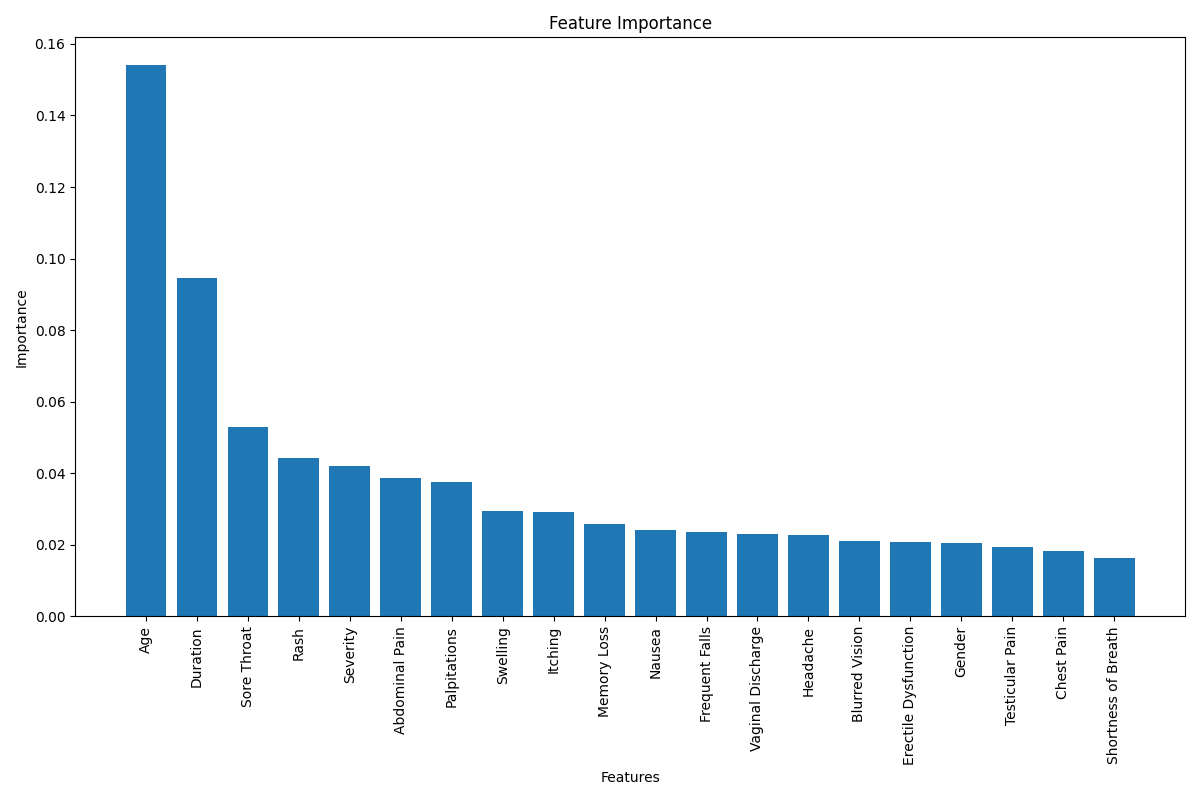 Feature Importance
Importance
0.16
0.14
0.12
0.10
0.08
0.06
0.04
0.02
0.00
Age
Duration
Sore Throat
Rash
Severity
Abdominal Pain
Palpitations
Swelling
Itching
Memory Loss
Nausea
Frequent Falls
Vaginal Discharge
Headache
Blurred Vision
Erectile Dysfunction
Gender
Testicular Pain
Chest Pain
Shortness of Breath
Features